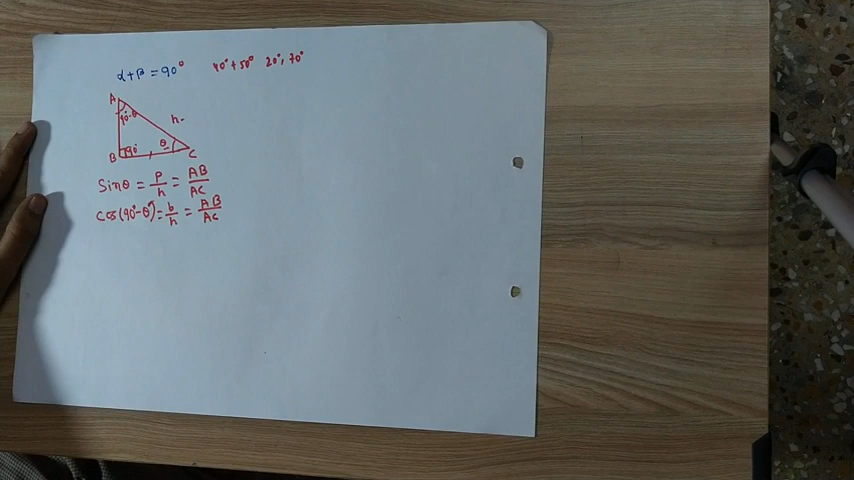 α+β = 90° 40°+50° 20°, 70°
A
90°-θ h-
B 90° θ C
Sinθ = p/h = AB/AC
Cos(90°-θ) = b/h = AB/AC